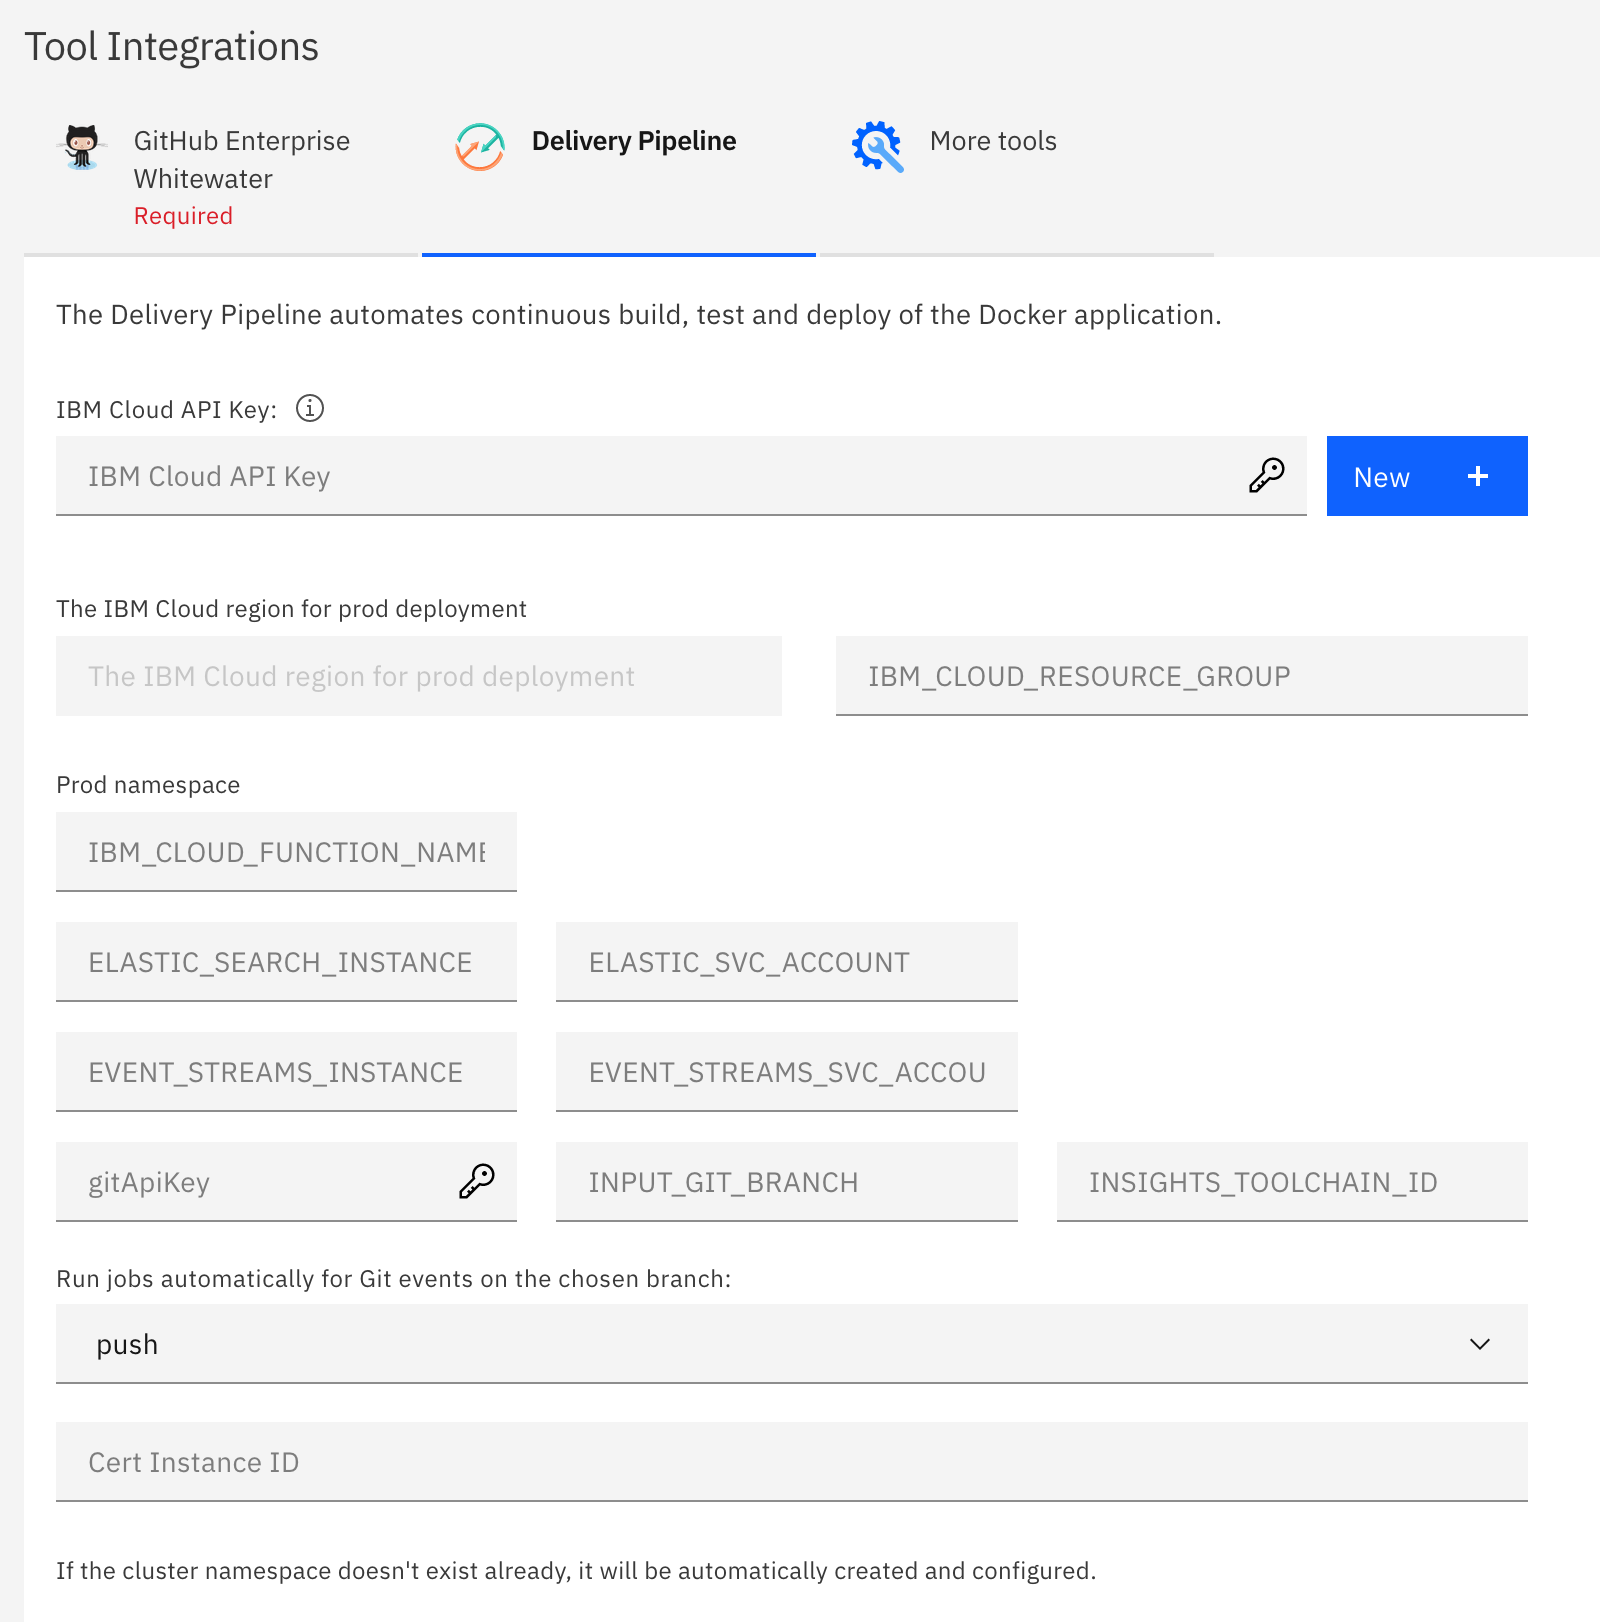 Tool Integrations
GitHub Enterprise
Whitewater
Required
Delivery Pipeline
More tools
The Delivery Pipeline automates continuous build, test and deploy of the Docker application.
IBM Cloud API Key:
IBM Cloud API Key
New
The IBM Cloud region for prod deployment
The IBM Cloud region for prod deployment
IBM_CLOUD_RESOURCE_GROUP
Prod namespace
IBM_CLOUD_FUNCTION_NAME
ELASTIC_SEARCH_INSTANCE
ELASTIC_SVC_ACCOUNT
EVENT_STREAMS_INSTANCE
EVENT_STREAMS_SVC_ACCOU
gitApiKey
INPUT_GIT_BRANCH
INSIGHTS_TOOLCHAIN_ID
Run jobs automatically for Git events on the chosen branch:
push
Cert Instance ID
If the cluster namespace doesn't exist already, it will be automatically created and configured.